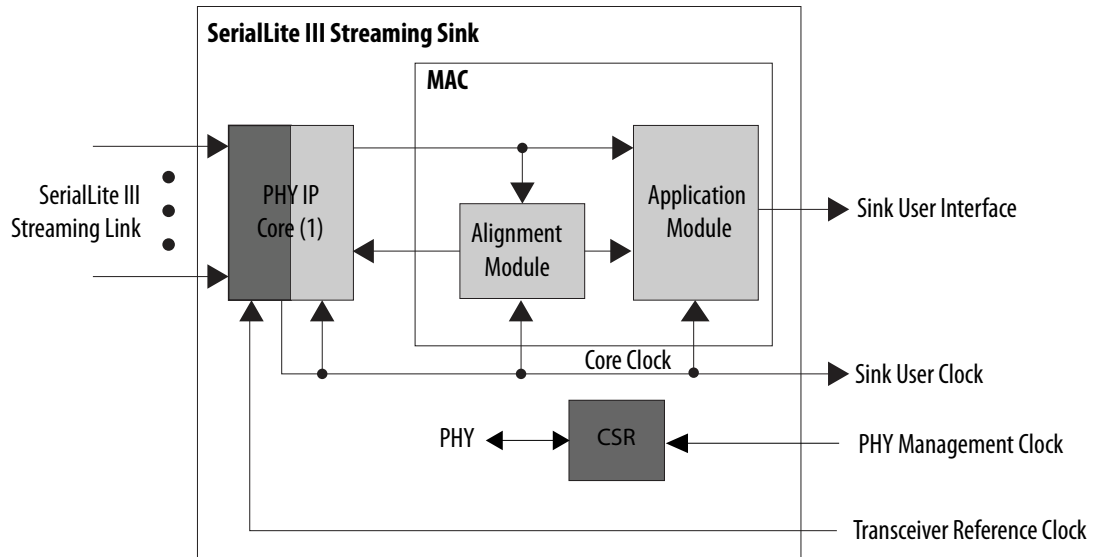 SerialLite III Streaming Sink
MAC
SerialLite III
Streaming Link
PHY IP
Core (1)
Alignment
Module
Application
Module
Sink User Interface
Core Clock
Sink User Clock
PHY
CSR
PHY Management Clock
Transceiver Reference Clock